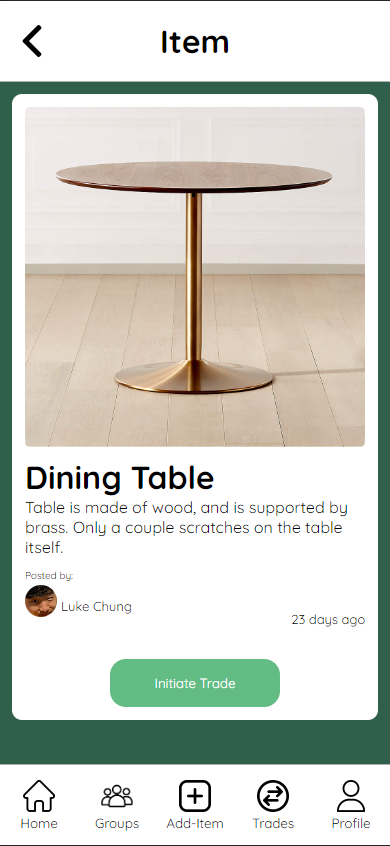 Item
Dining Table
Table is made of wood, and is supported by
brass. Only a couple scratches on the table
itself.
Posted by:
Luke Chung
23 days ago
Initiate Trade
Home Groups Add-Item Trades Profile